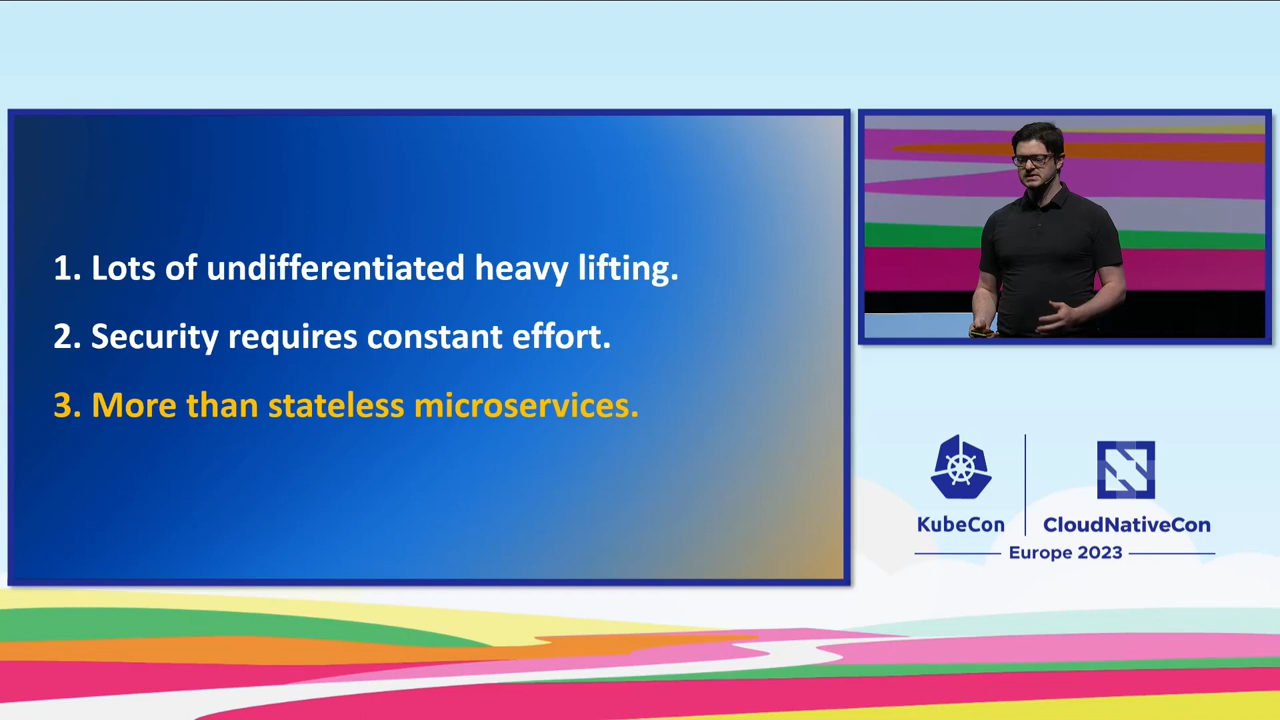 1. Lots of undifferentiated heavy lifting.
2. Security requires constant effort.
3. More than stateless microservices.
KubeCon
CloudNativeCon
Europe 2023